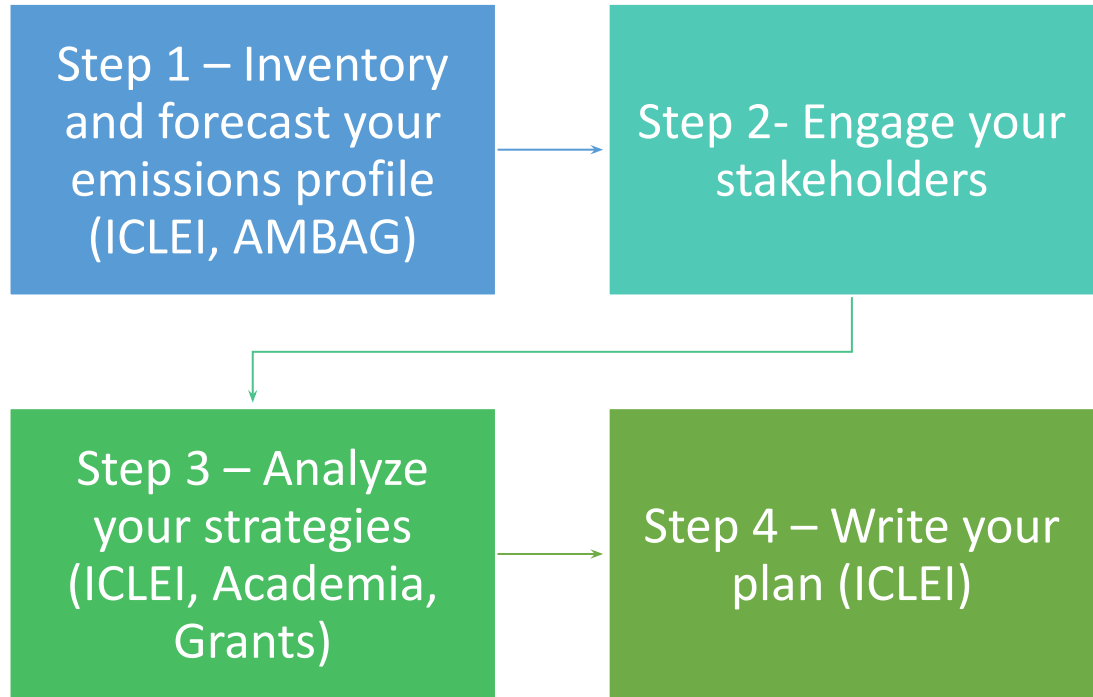 Step 1 – Inventory
and forecast your
emissions profile
(ICLEI, AMBAG)
Step 2- Engage your
stakeholders
Step 3 – Analyze
your strategies
(ICLEI, Academia,
Grants)
Step 4 – Write your
plan (ICLEI)